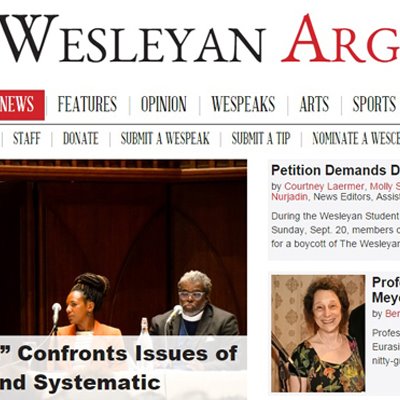 WESLEYAN ARG
NEWS | FEATURES | OPINION | WESPEAKS | ARTS | SPORTS
| STAFF | DONATE | SUBMIT A WESPEAK | SUBMIT A TIP | NOMINATE A WESCE
Petition Demands D
by Courtney Laermer, Molly S
Nurjadin, News Editors, Assist
During the Wesleyan Student
Sunday, Sept. 20, members o
for a boycott of The Wesleyan
Profe
Meye
by Ber
Profes
Eurasi
nitty-gr
” Confronts Issues of
nd Systematic